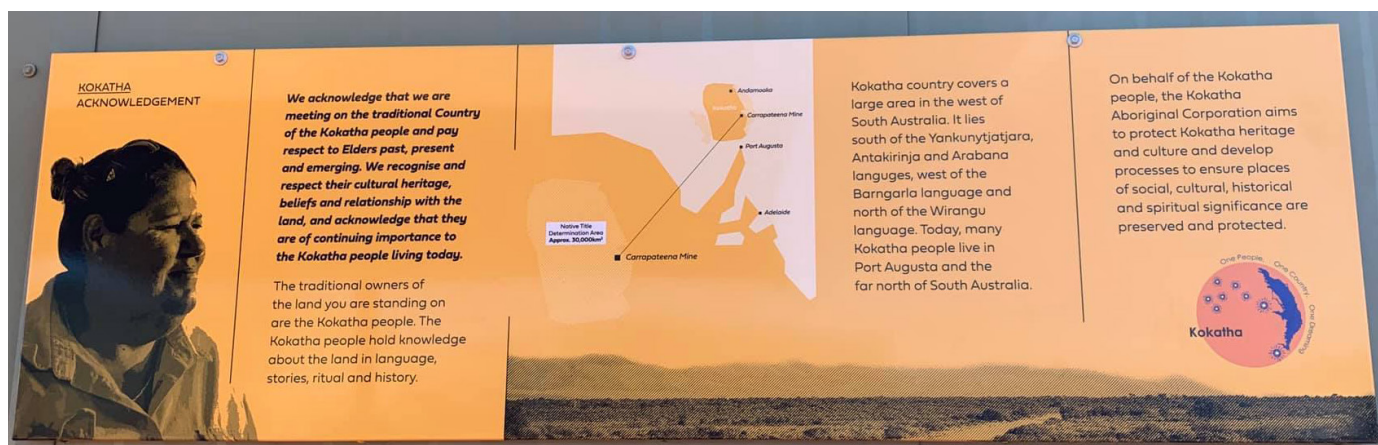 KOKATHA
ACKNOWLEDGEMENT
We acknowledge that we are
meeting on the traditional Country
of the Kokatha people and pay
respect to Elders past, present
and emerging. We recognise and
respect their cultural heritage,
beliefs and relationship with the
land, and acknowledge that they
are of continuing importance to
the Kokatha people living today.
The traditional owners of
the land you are standing on
are the Kokatha people. The
Kokatha people hold knowledge
about the land in language,
stories, ritual and history.
Andamooka
Kokatha
Carrapateena Mine
Port Augusta
Adelaide
Native Title
Determination Area
Approx. 30,000km²
Carrapateena Mine
Kokatha country covers a
large area in the west of
South Australia. It lies
south of the Yankunytjatjara,
Antakirinja and Arabana
languges, west of the
Barngarla language and
north of the Wirangu
language. Today, many
Kokatha people live in
Port Augusta and the
far north of South Australia.
On behalf of the Kokatha
people, the Kokatha
Aboriginal Corporation aims
to protect Kokatha heritage
and culture and develop
processes to ensure places
of social, cultural, historical
and spiritual significance are
preserved and protected.
One People, One Country, One Dreaming
Kokatha